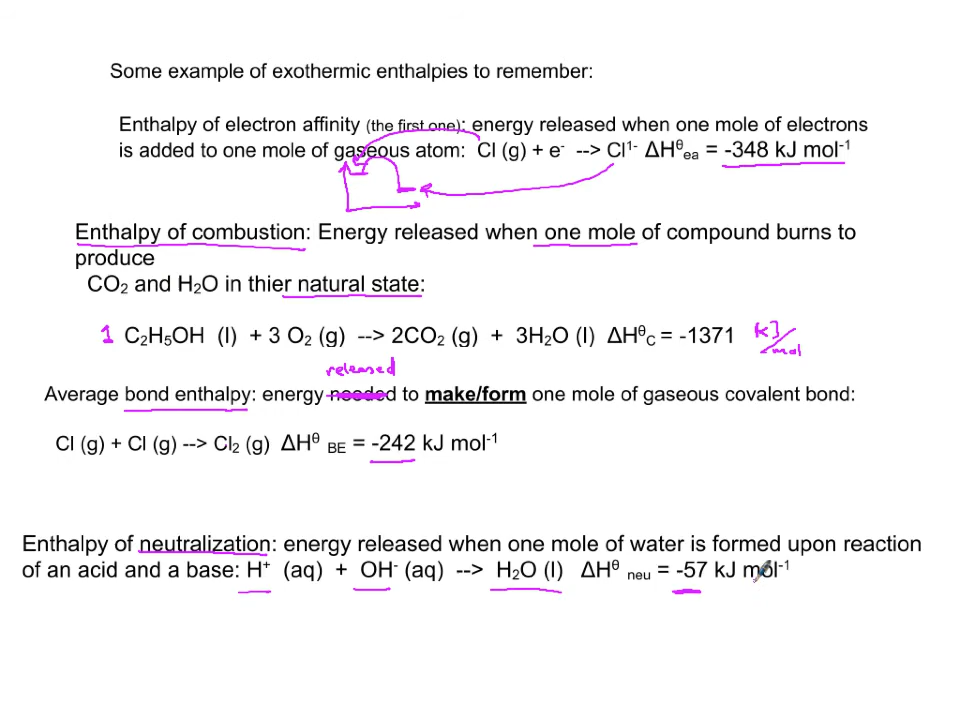 Some example of exothermic enthalpies to remember:
Enthalpy of electron affinity (the first one): energy released when one mole of electrons
is added to one mole of gaseous atom: Cl (g) + e⁻ --> Cl¹⁻ ΔHᶿₑₐ = -348 kJ mol⁻¹
Enthalpy of combustion: Energy released when one mole of compound burns to
produce
CO₂ and H₂O in thier natural state:
1 C₂H₅OH (l) + 3 O₂ (g) --> 2CO₂ (g) + 3H₂O (l) ΔHᶿC = -1371 kJ/mol
released
Average bond enthalpy: energy needed to make/form one mole of gaseous covalent bond:
Cl (g) + Cl (g) --> Cl₂ (g) ΔHᶿ BE = -242 kJ mol⁻¹
Enthalpy of neutralization: energy released when one mole of water is formed upon reaction
of an acid and a base: H⁺ (aq) + OH⁻ (aq) --> H₂O (l) ΔHᶿ neu = -57 kJ mol⁻¹